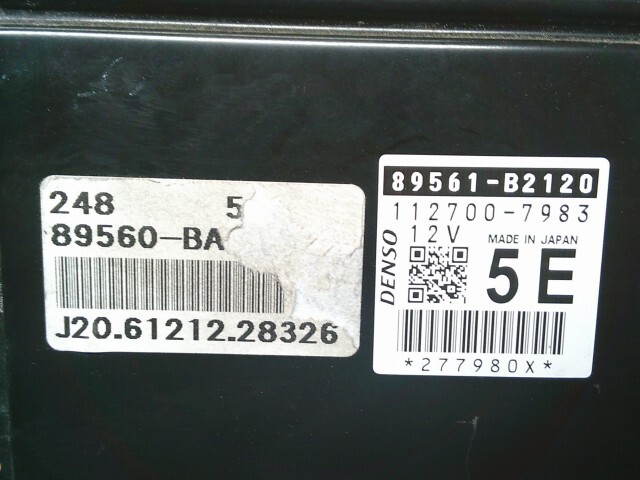 248 5
89560-BA
J20.61212.28326
89561-B2120
112700-7983
DENSO
12V
MADE IN JAPAN
5E
*277980X*